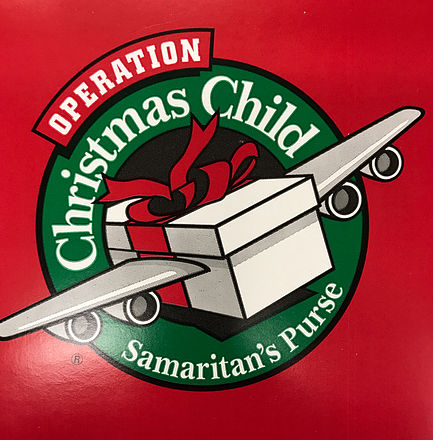 OPERATION
Christmas Child
Samaritan's Purse
®